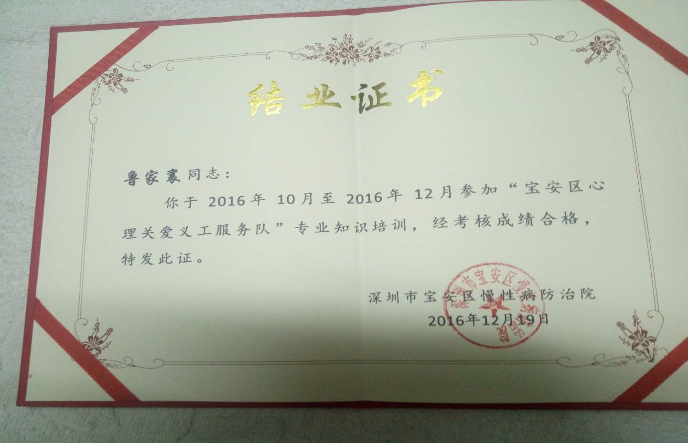 结业证书
鲁家襄同志：
你于 2016年 10月至 2016年 12月参加“宝安区心
理关爱义工服务队”专业知识培训，经考核成绩合格，
特发此证。
深圳市宝安区慢性病防治院
2016年12月19日